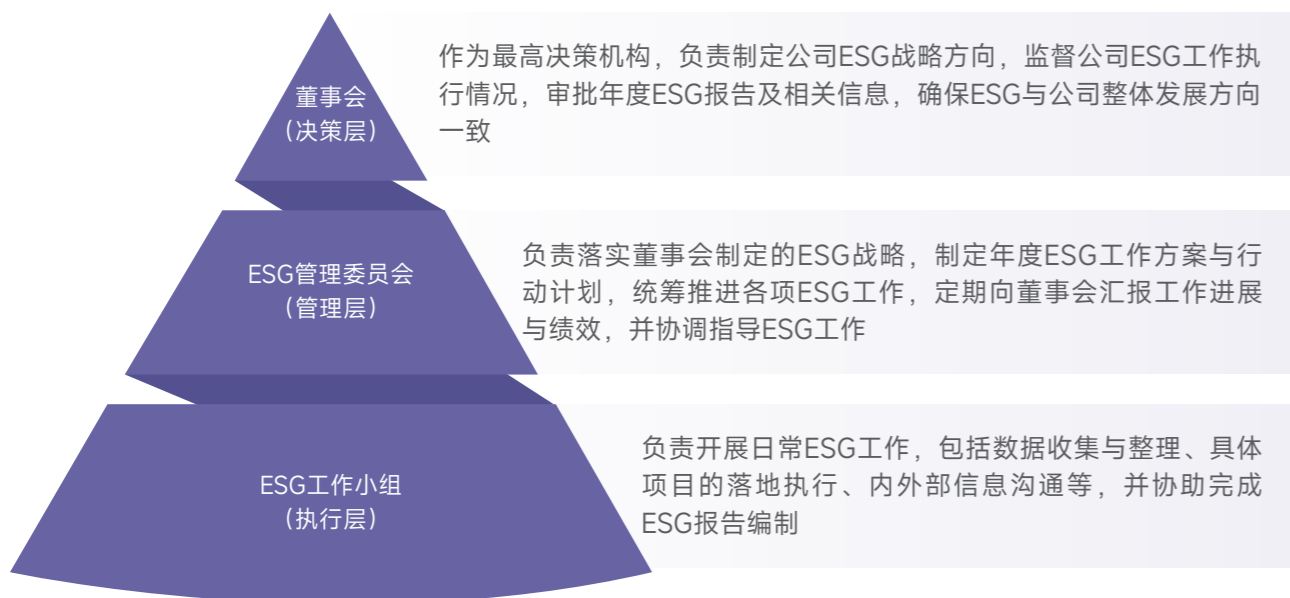 董事会
（决策层）
作为最高决策机构，负责制定公司ESG战略方向，监督公司ESG工作执
行情况，审批年度ESG报告及相关信息，确保ESG与公司整体发展方向
一致
ESG管理委员会
（管理层）
负责落实董事会制定的ESG战略，制定年度ESG工作方案与行
动计划，统筹推进各项ESG工作，定期向董事会汇报工作进展
与绩效，并协调指导ESG工作
ESG工作小组
（执行层）
负责开展日常ESG工作，包括数据收集与整理、具体
项目的落地执行、内外部信息沟通等，并协助完成
ESG报告编制